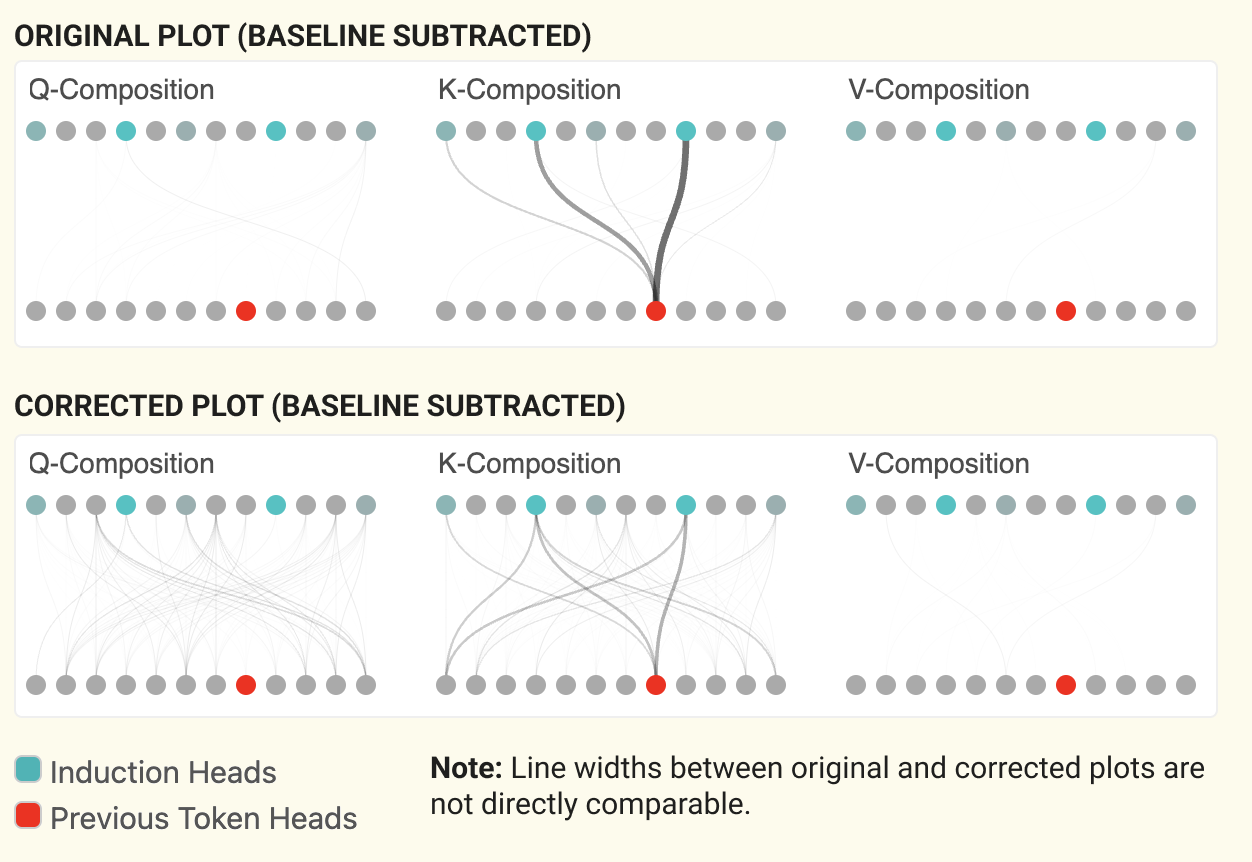 ORIGINAL PLOT (BASELINE SUBTRACTED)
Q-Composition
K-Composition
V-Composition
CORRECTED PLOT (BASELINE SUBTRACTED)
Q-Composition
K-Composition
V-Composition
Induction Heads
Previous Token Heads
Note: Line widths between original and corrected plots are
not directly comparable.